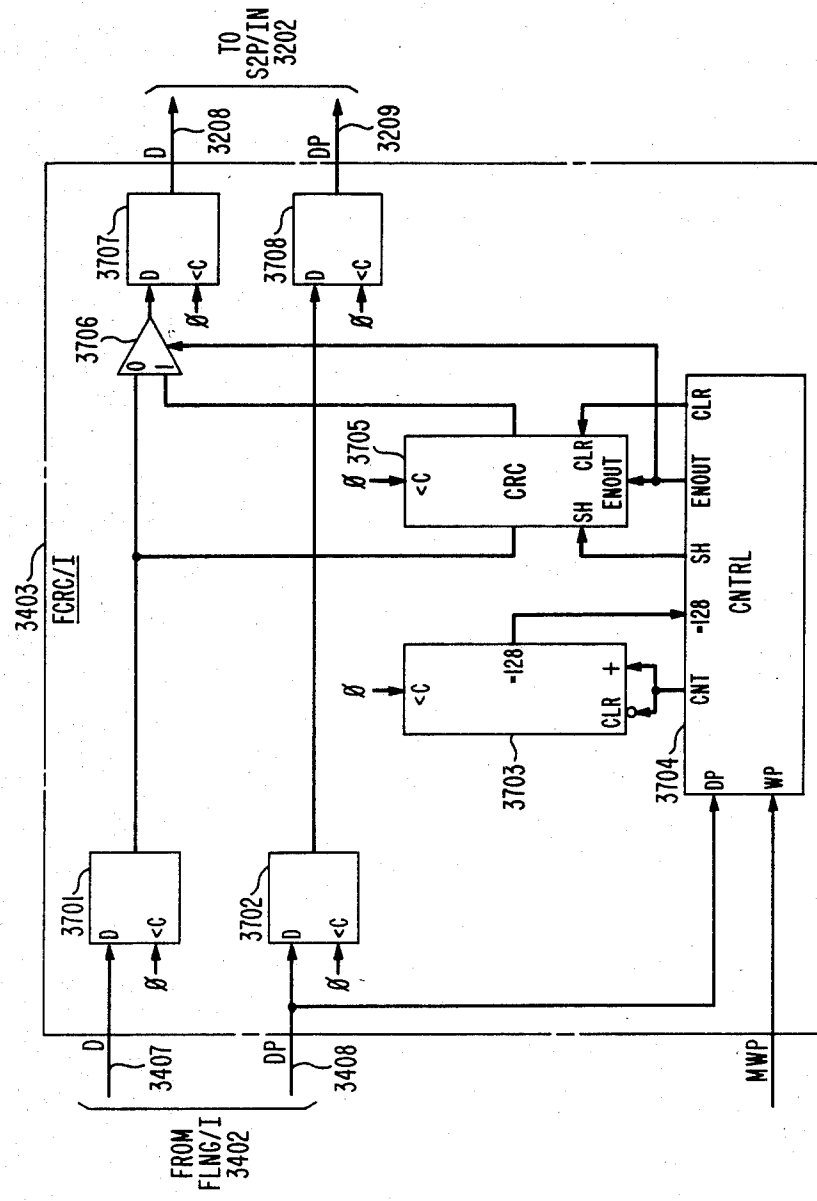 3403
FCRC/I
TO
S2P/IN
3202
D
3208
DP
3209
3707
D
<C
Ø
3708
D
<C
Ø
3706
0
1
3705
Ø
<C
CRC
CLR
SH
ENOUT
Ø
<C
=128
CLR
+
3703
3704
CNT
=128
SH
ENOUT
CLR
CNTRL
DP
WP
3701
D
<C
Ø
3702
D
<C
Ø
D
3407
DP
3408
FROM
FLNG/I
3402
MWP